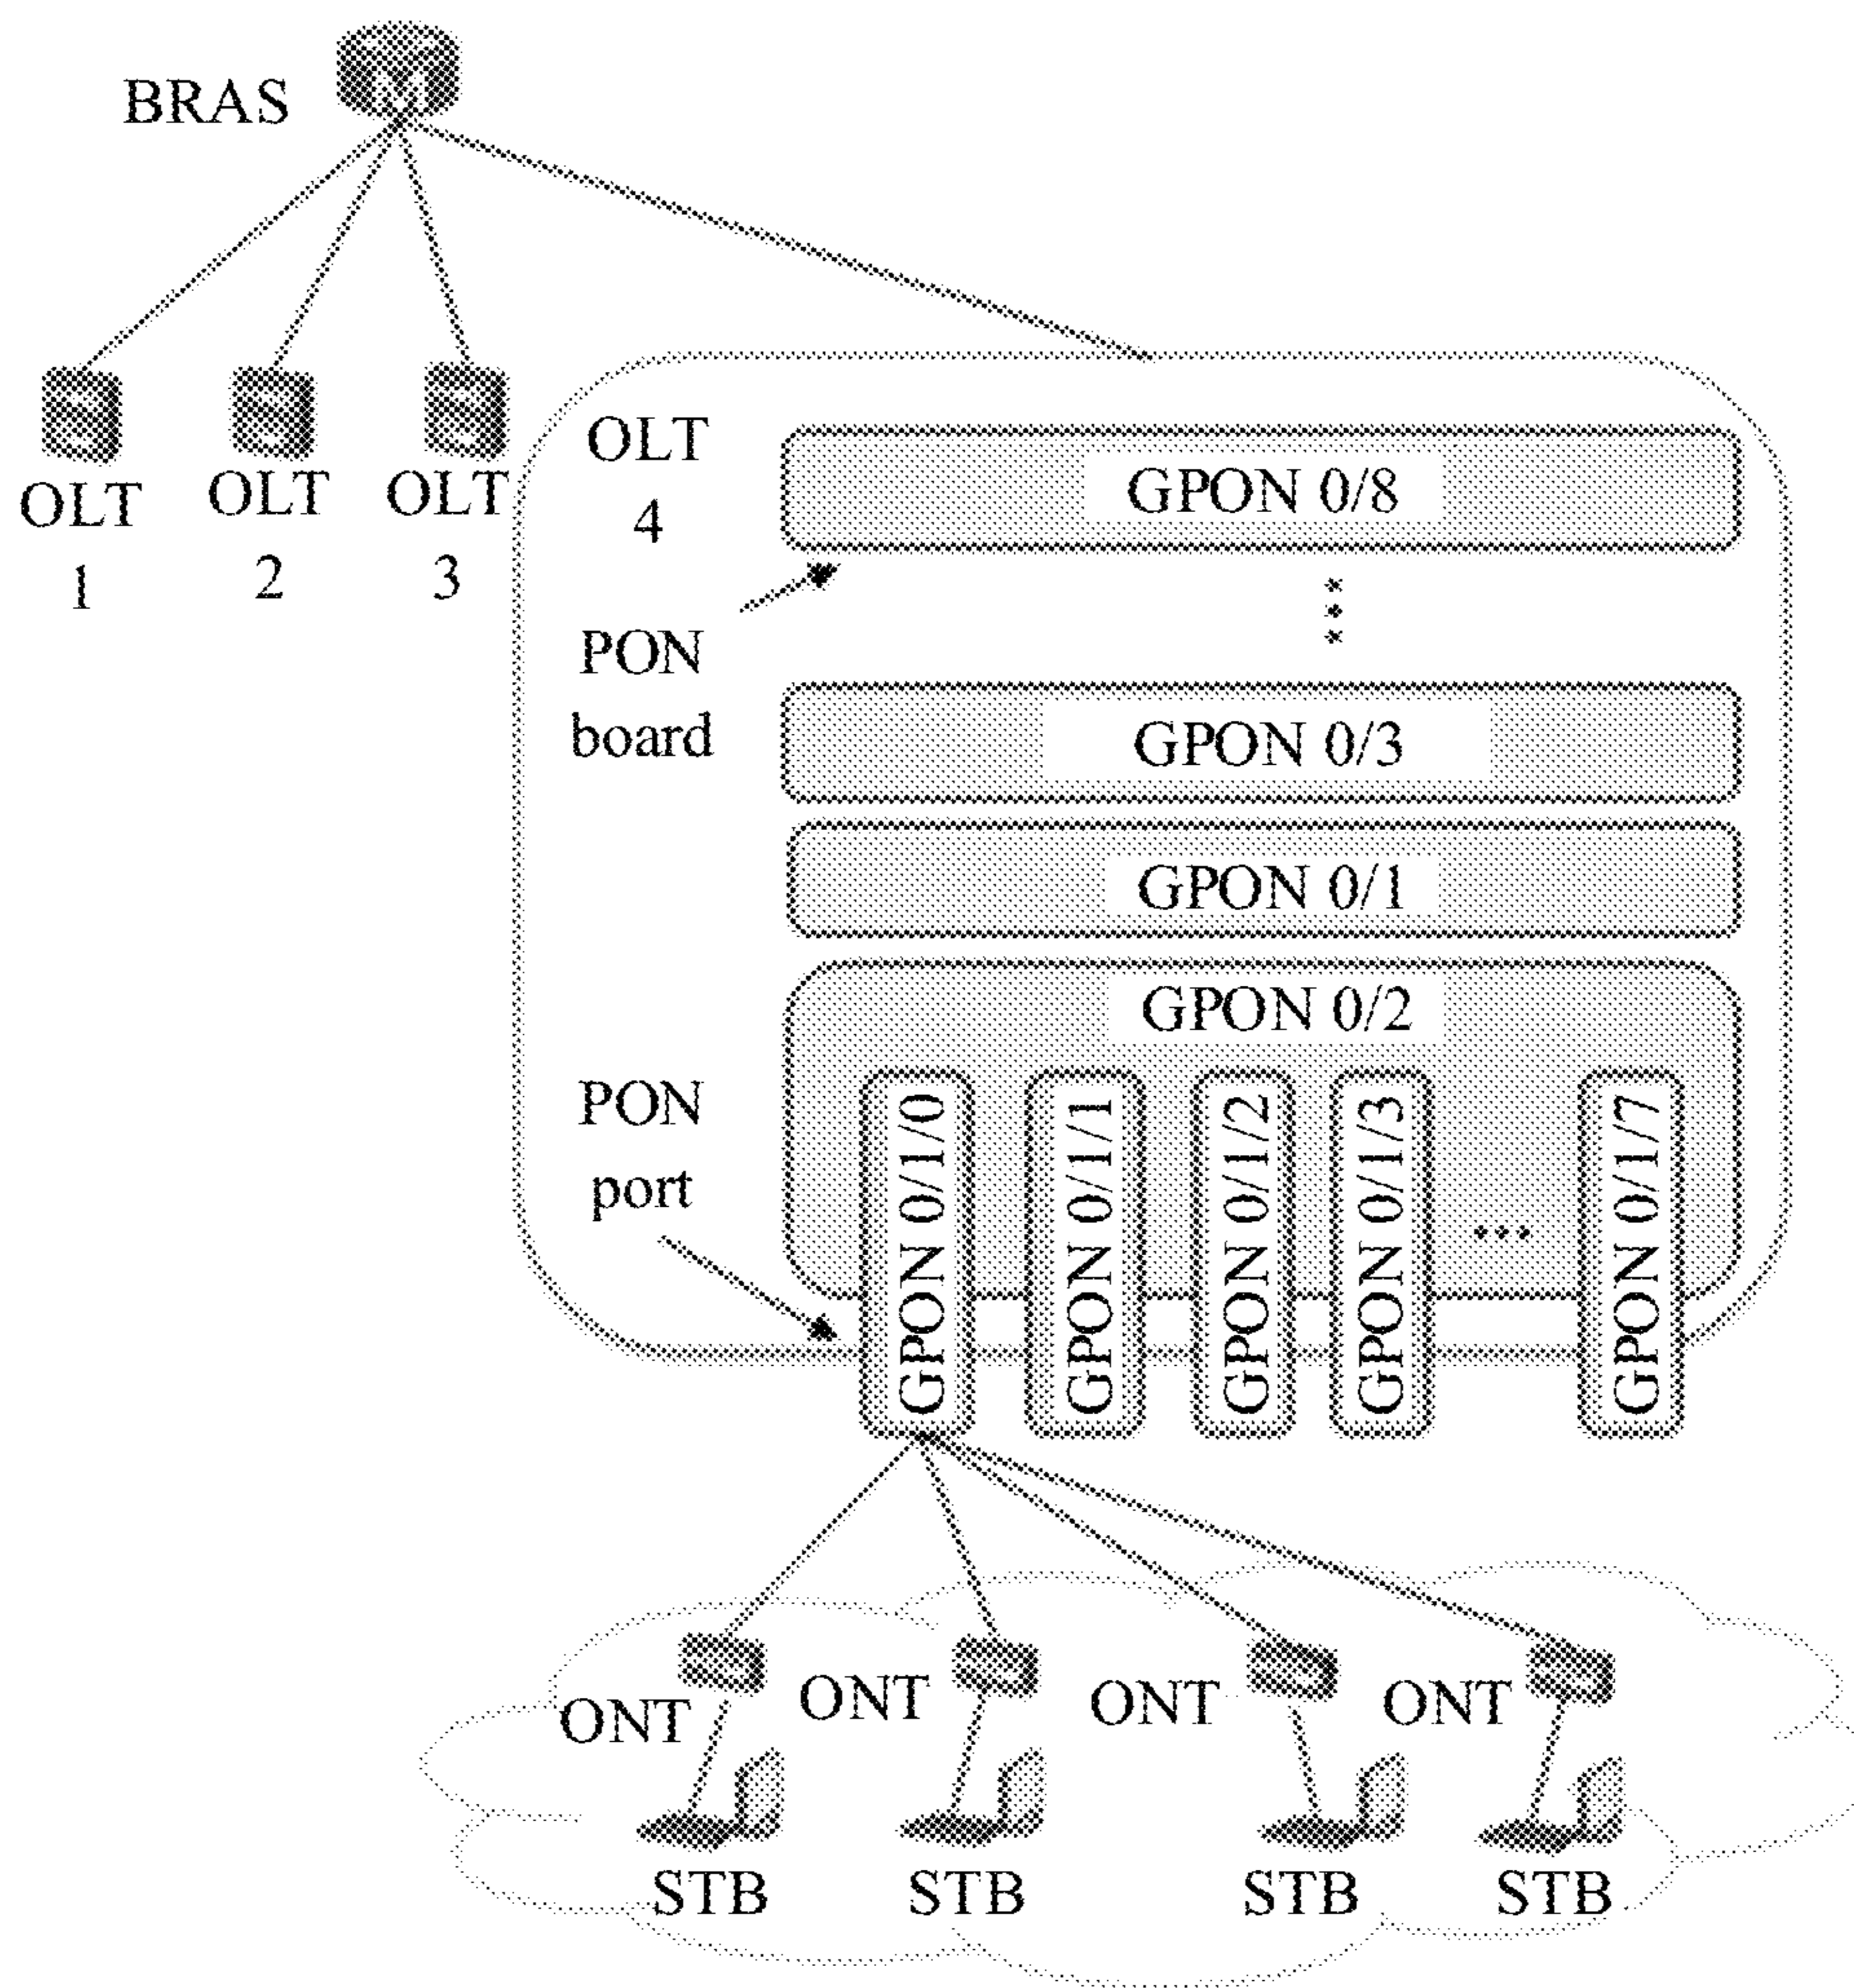 BRAS
OLT
1
OLT
2
OLT
3
OLT
4
GPON 0/8
PON
board
GPON 0/3
GPON 0/1
GPON 0/2
PON
port
GPON 0/1/0
GPON 0/1/1
GPON 0/1/2
GPON 0/1/3
GPON 0/1/7
ONT
ONT
ONT
ONT
STB
STB
STB
STB